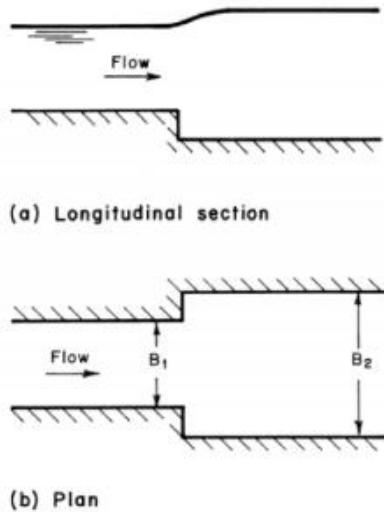 Flow
(a) Longitudinal section
Flow
B₁
B₂
(b) Plan